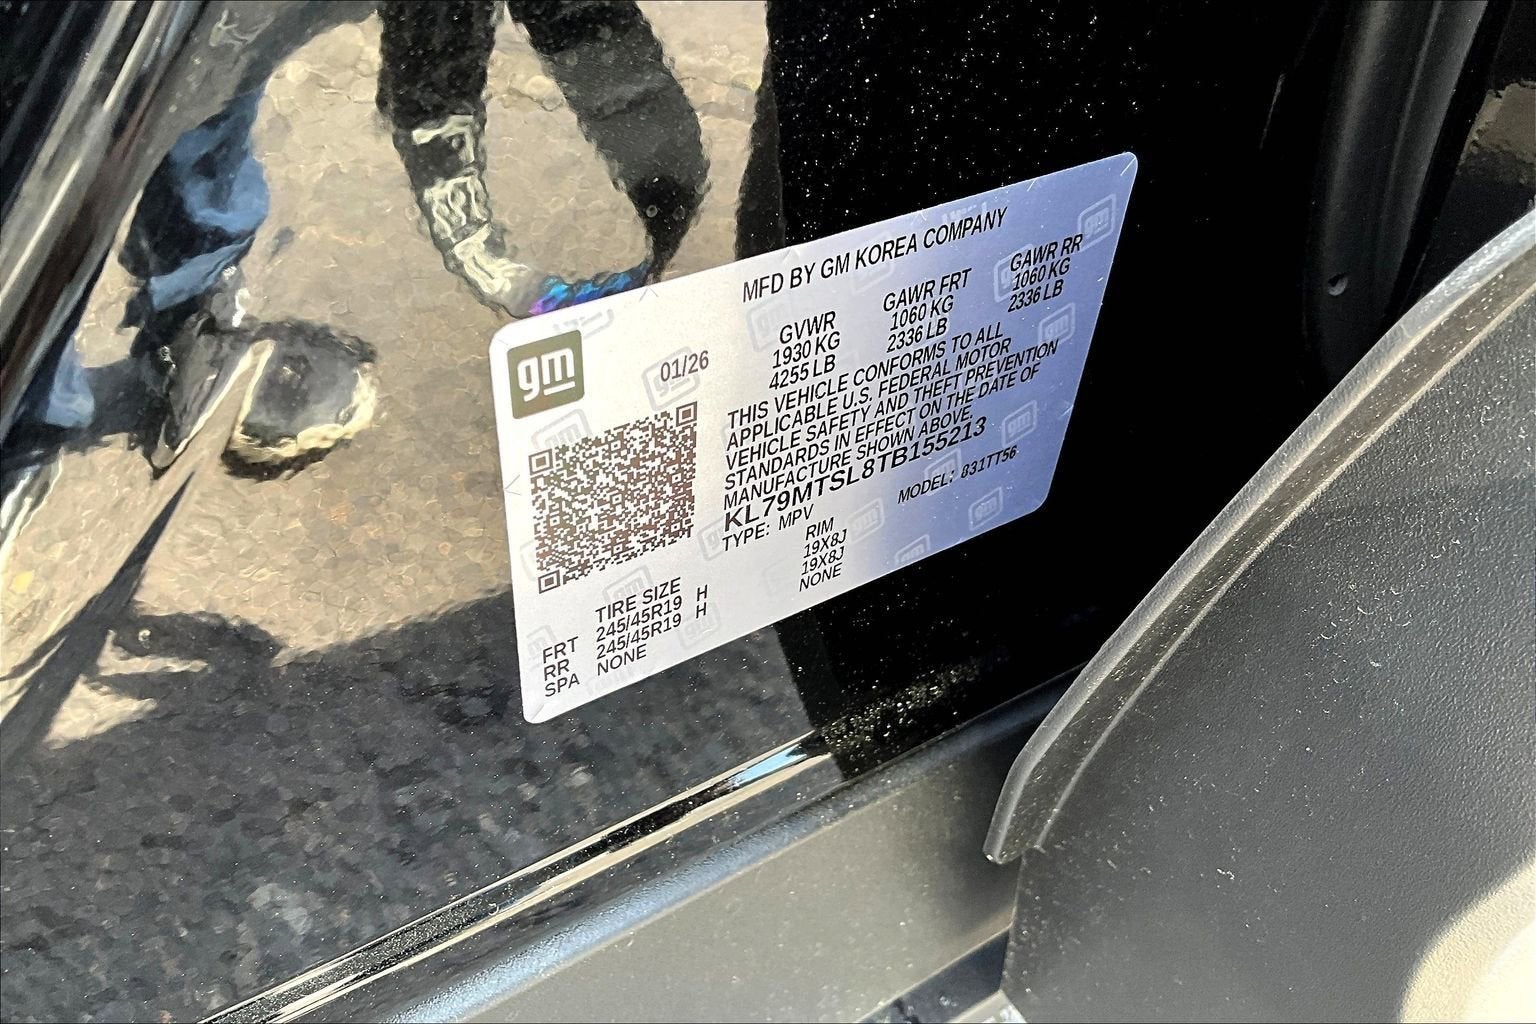 gm
01/26
MFD BY GM KOREA COMPANY
GVWR GAWR FRT GAWR RR
1930 KG 1060 KG 1060 KG
4255 LB 2336 LB 2336 LB
THIS VEHICLE CONFORMS TO ALL
APPLICABLE U.S. FEDERAL MOTOR
VEHICLE SAFETY AND THEFT PREVENTION
STANDARDS IN EFFECT ON THE DATE OF
MANUFACTURE SHOWN ABOVE.
KL79MTSL8TB155213
TYPE: MPV MODEL: 831TT56
TIRE SIZE RIM
FRT 245/45R19 H 19X8J
RR 245/45R19 H 19X8J
SPA NONE NONE